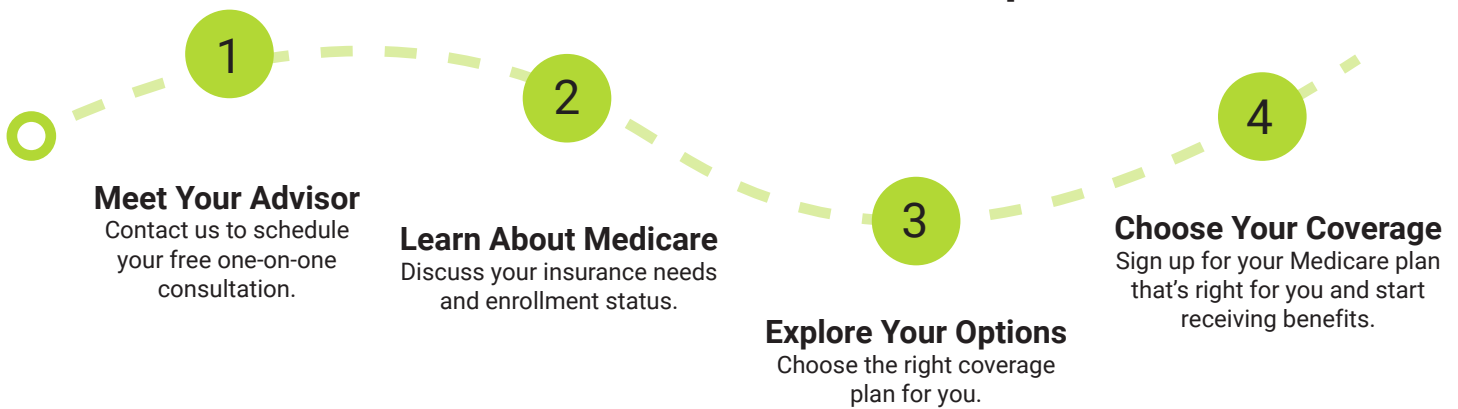 1
Meet Your Advisor
Contact us to schedule
your free one-on-one
consultation.
2
Learn About Medicare
Discuss your insurance needs
and enrollment status.
3
Explore Your Options
Choose the right coverage
plan for you.
4
Choose Your Coverage
Sign up for your Medicare plan
that’s right for you and start
receiving benefits.